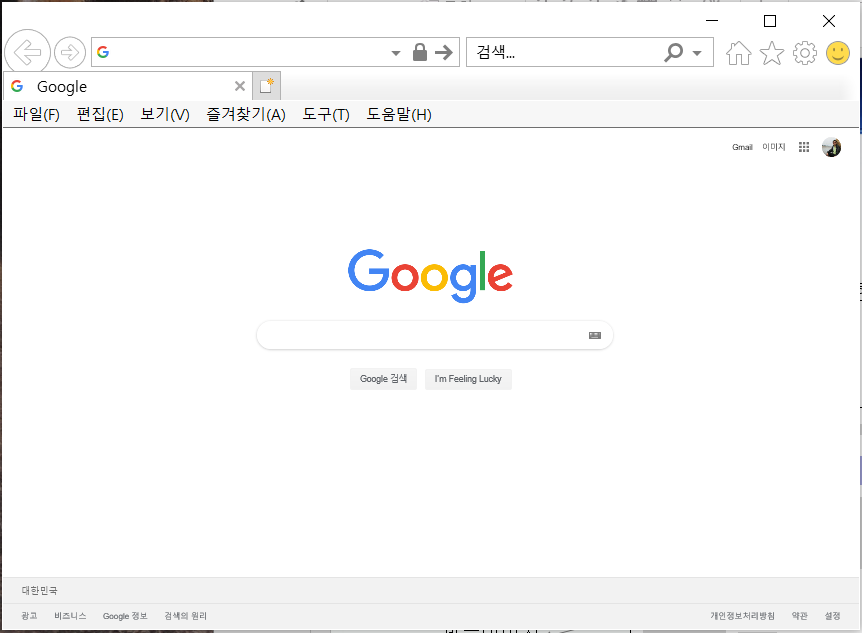 검색...
Google
파일(F) 편집(E) 보기(V) 즐겨찾기(A) 도구(T) 도움말(H)
Gmail 이미지
Google
Google 검색 I'm Feeling Lucky
대한민국
광고 비즈니스 Google 정보 검색의 원리 개인정보처리방침 약관 설정